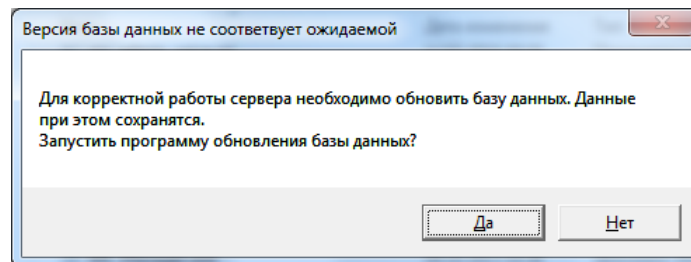 Версия базы данных не соответвует ожидаемой
Для корректной работы сервера необходимо обновить базу данных. Данные
при этом сохранятся.
Запустить программу обновления базы данных?
Да
Нет